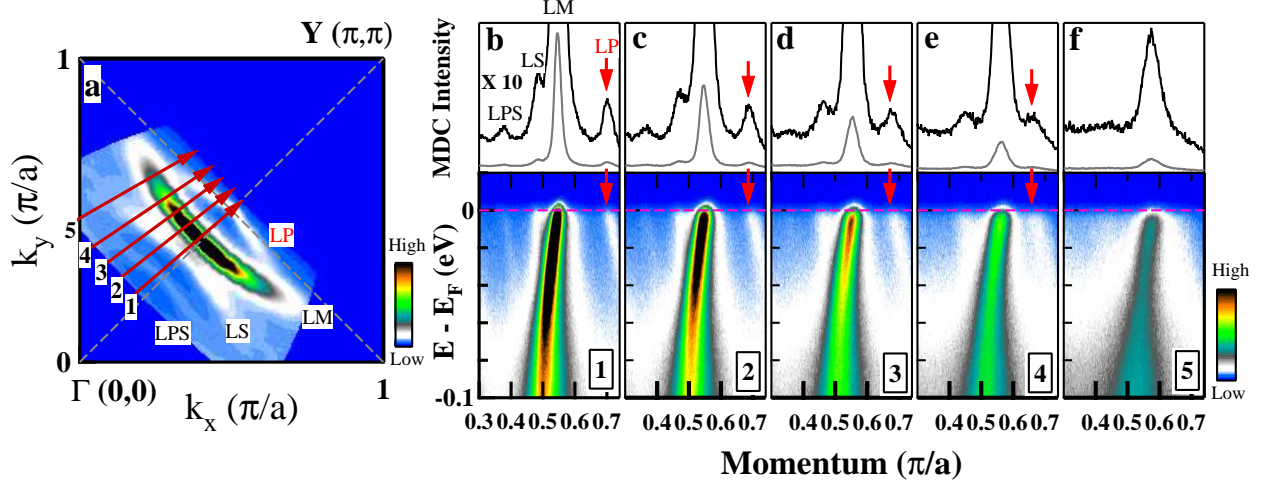 Y (π,π)
1
a
k_y (π/a)
5
4
3
2
1
LP
High
Low
LPS
LS
LM
0
Γ (0,0)
1
k_x (π/a)
MDC Intensity
b
LM
LP
LS
X 10
LPS
c
d
e
f
E - E_F (eV)
0
-0.1
1
2
3
4
5
High
Low
0.3 0.4 0.5 0.6 0.7
0.4 0.5 0.6 0.7
0.4 0.5 0.6 0.7
0.4 0.5 0.6 0.7
0.4 0.5 0.6 0.7
Momentum (π/a)